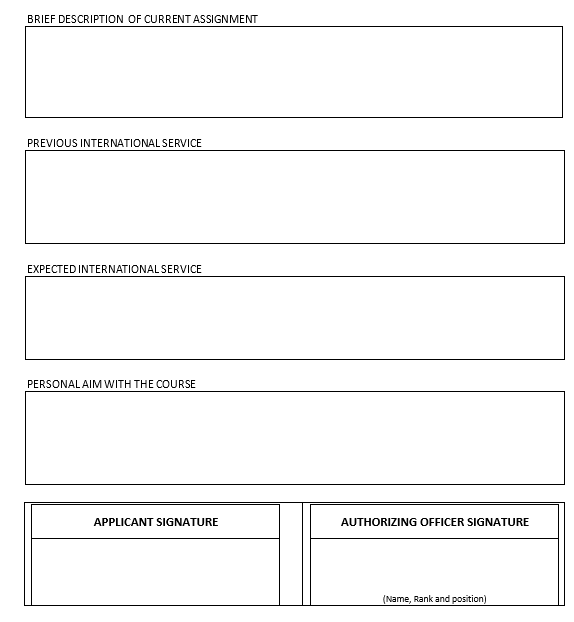 BRIEF DESCRIPTION OF CURRENT ASSIGNMENT
PREVIOUS INTERNATIONAL SERVICE
EXPECTED INTERNATIONAL SERVICE
PERSONAL AIM WITH THE COURSE
APPLICANT SIGNATURE
AUTHORIZING OFFICER SIGNATURE
(Name, Rank and position)